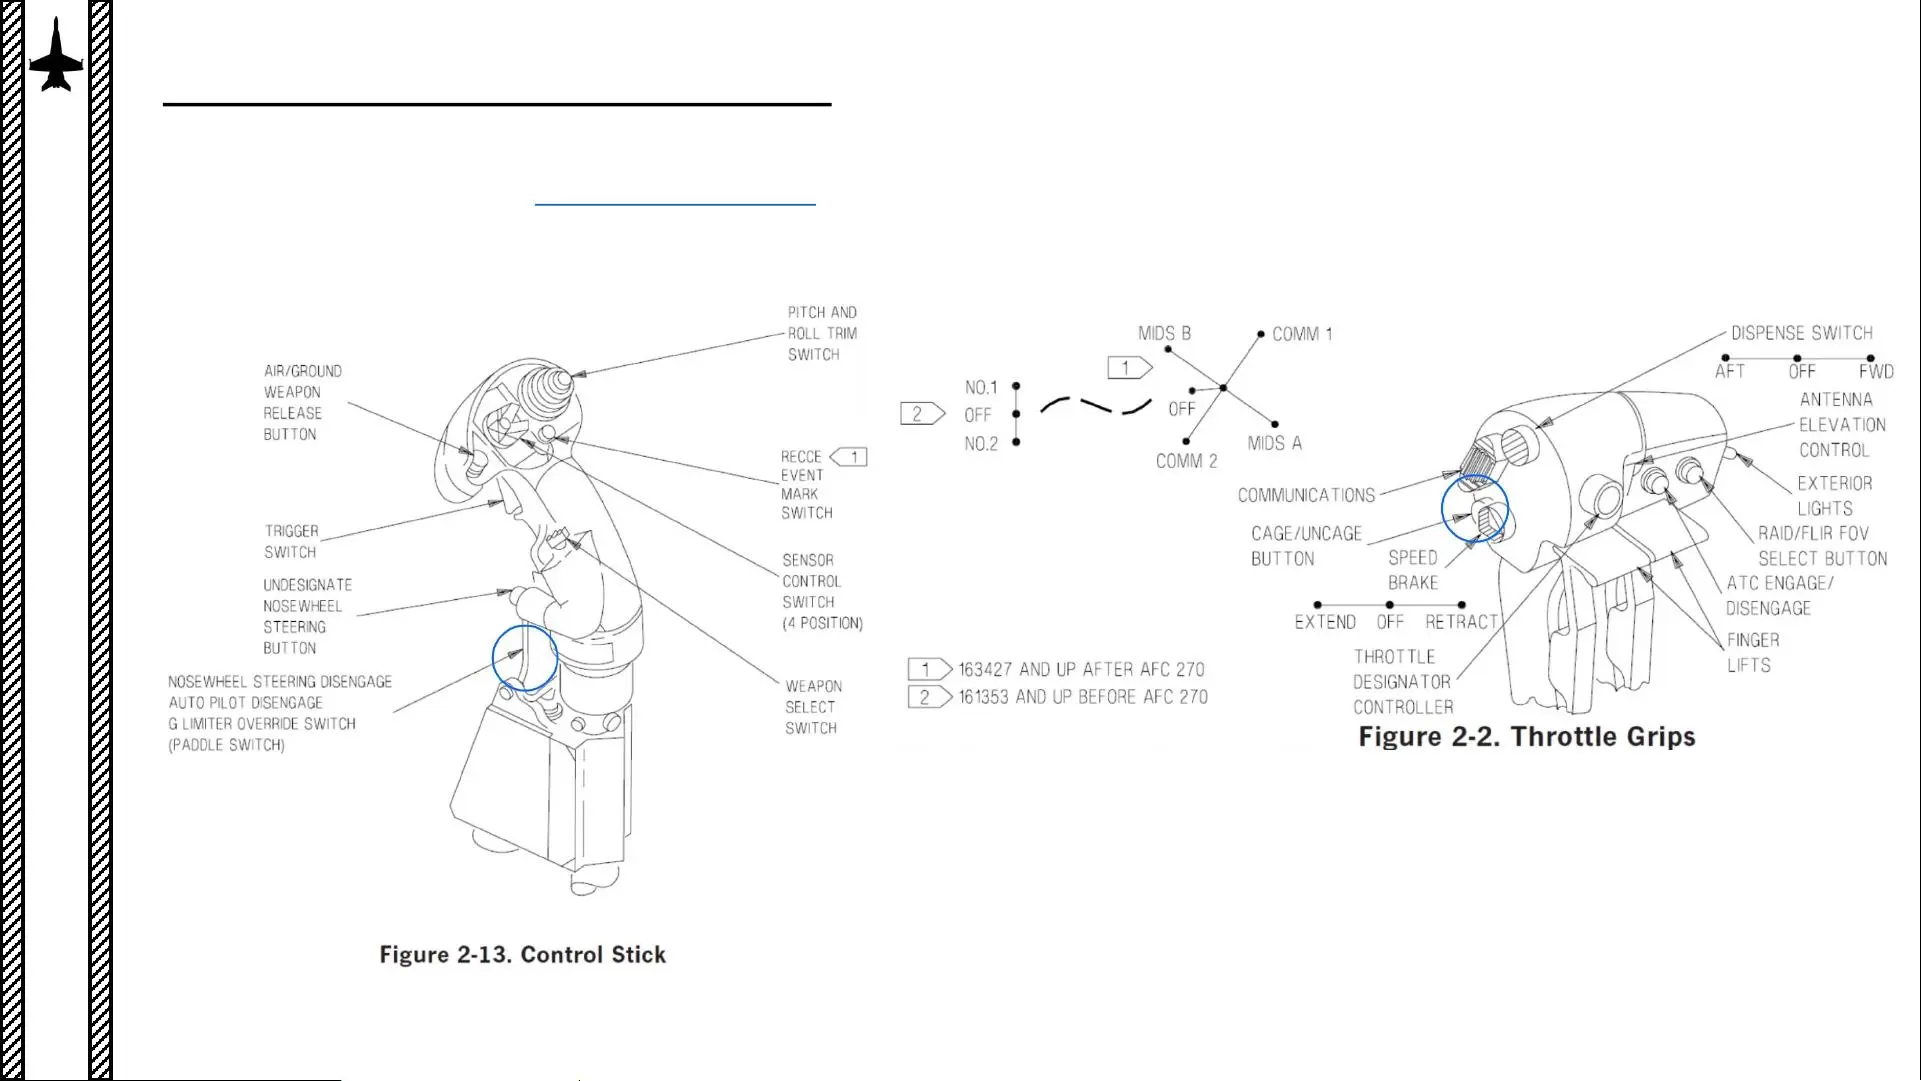 PITCH AND
ROLL TRIM
SWITCH
AIR/GROUND
WEAPON
RELEASE
BUTTON
RECCE 1
EVENT
MARK
SWITCH
TRIGGER
SWITCH
SENSOR
CONTROL
SWITCH
(4 POSITION)
UNDESIGNATE
NOSEWHEEL
STEERING
BUTTON
NOSEWHEEL STEERING DISENGAGE
AUTO PILOT DISENGAGE
G LIMITER OVERRIDE SWITCH
(PADDLE SWITCH)
WEAPON
SELECT
SWITCH
Figure 2-13. Control Stick
MIDS B
COMM 1
1
NO.1
2 OFF
NO.2
OFF
MIDS A
COMM 2
DISPENSE SWITCH
AFT OFF FWD
ANTENNA
ELEVATION
CONTROL
COMMUNICATIONS
EXTERIOR
LIGHTS
CAGE/UNCAGE
BUTTON
RAID/FLIR FOV
SELECT BUTTON
SPEED
BRAKE
ATC ENGAGE/
DISENGAGE
EXTEND OFF RETRACT
FINGER
LIFTS
THROTTLE
DESIGNATOR
CONTROLLER
1 163427 AND UP AFTER AFC 270
2 161353 AND UP BEFORE AFC 270
Figure 2-2. Throttle Grips